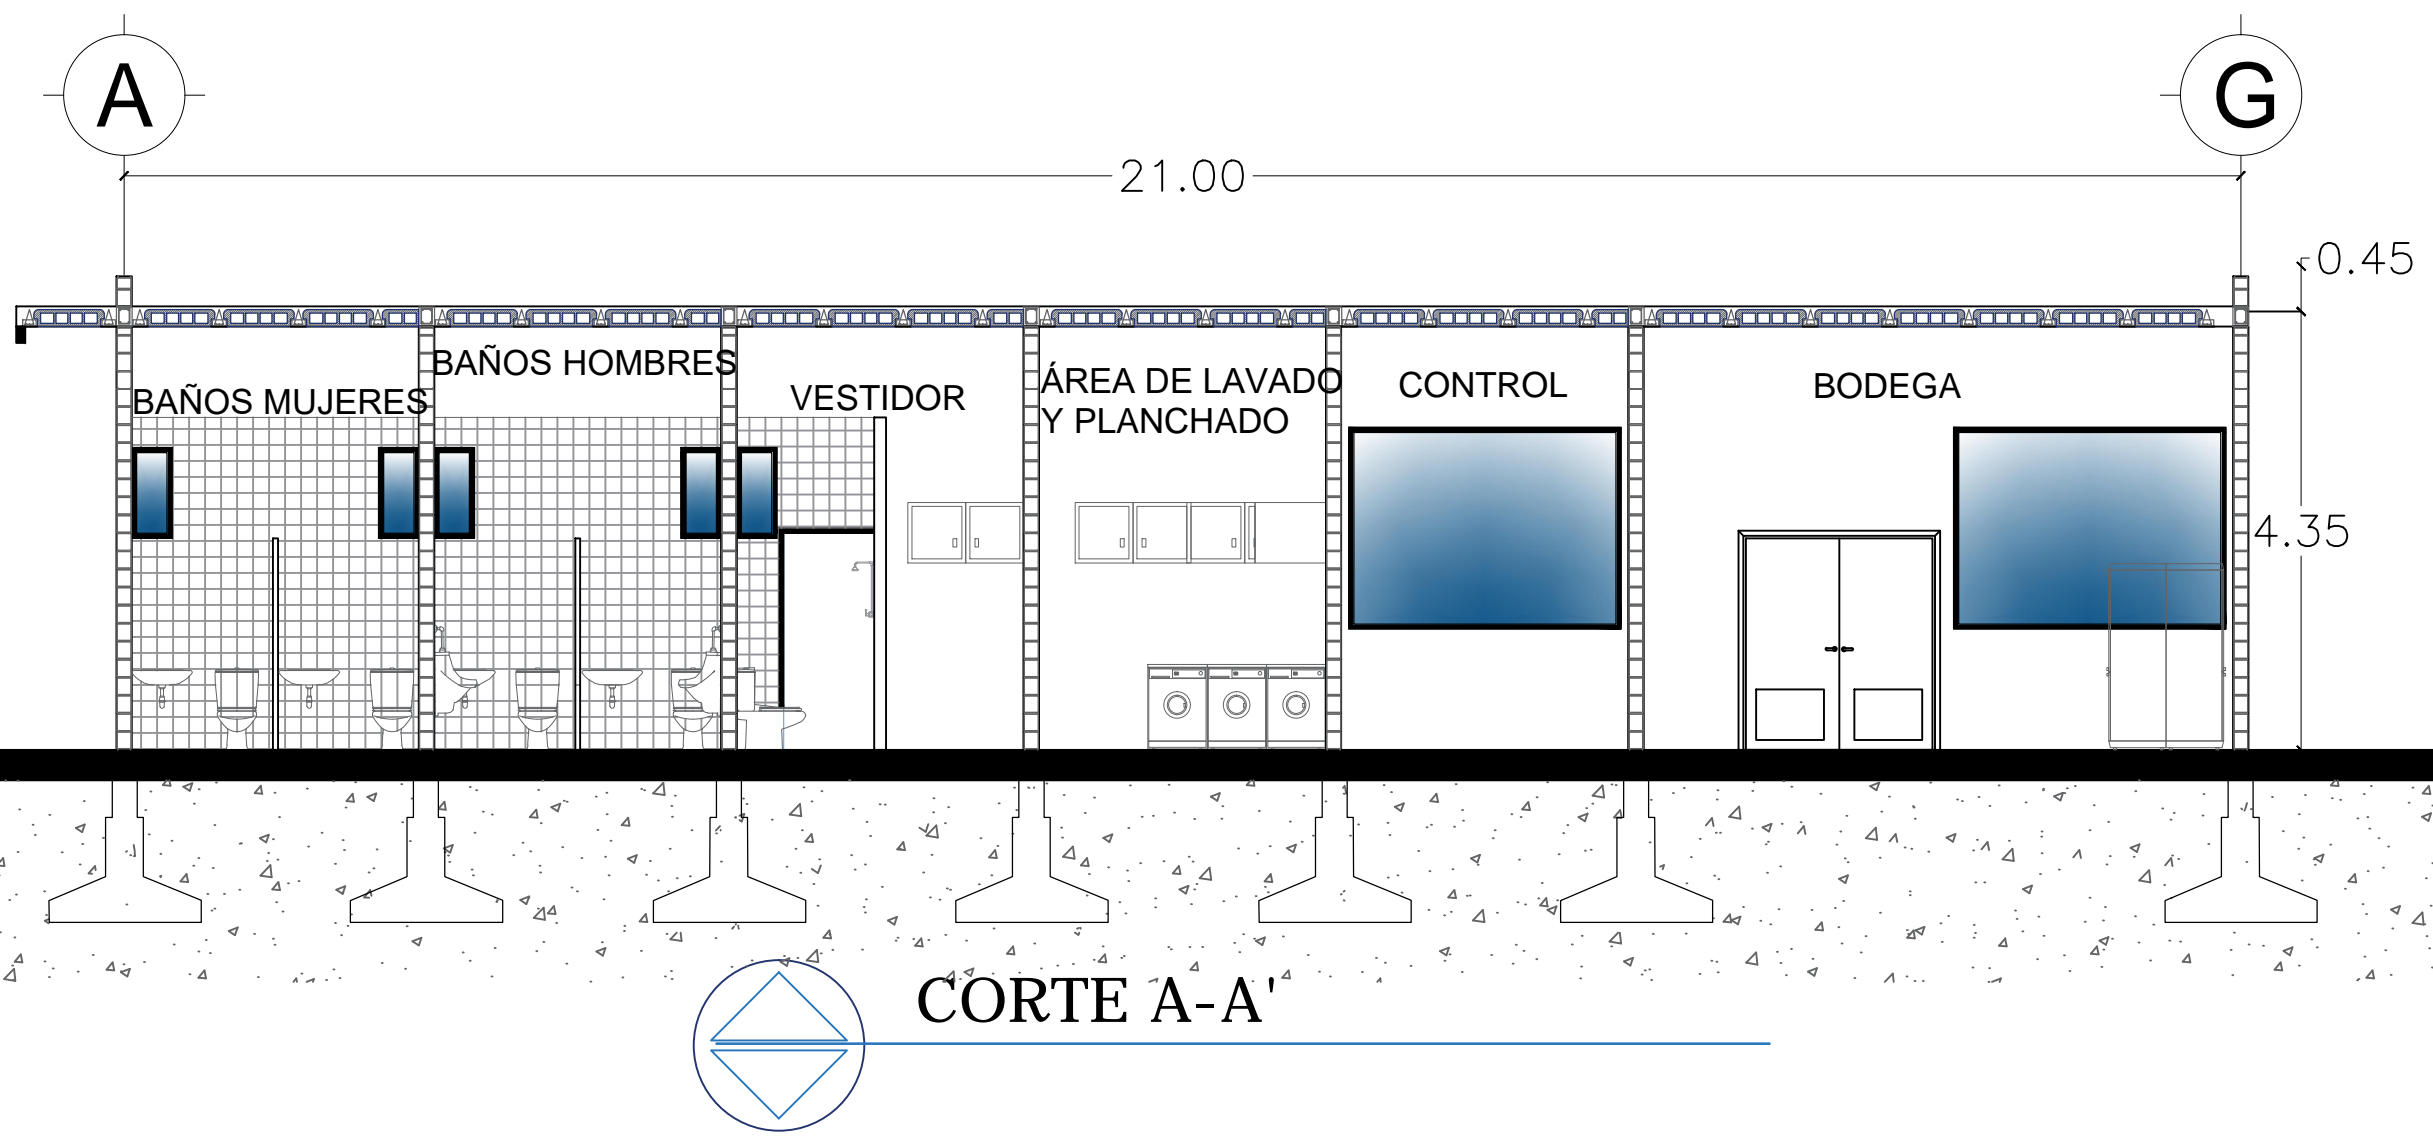 A
G
21.00
0.45
BAÑOS HOMBRES
BAÑOS MUJERES
VESTIDOR
ÁREA DE LAVADO
Y PLANCHADO
CONTROL
BODEGA
4.35
CORTE A-A'